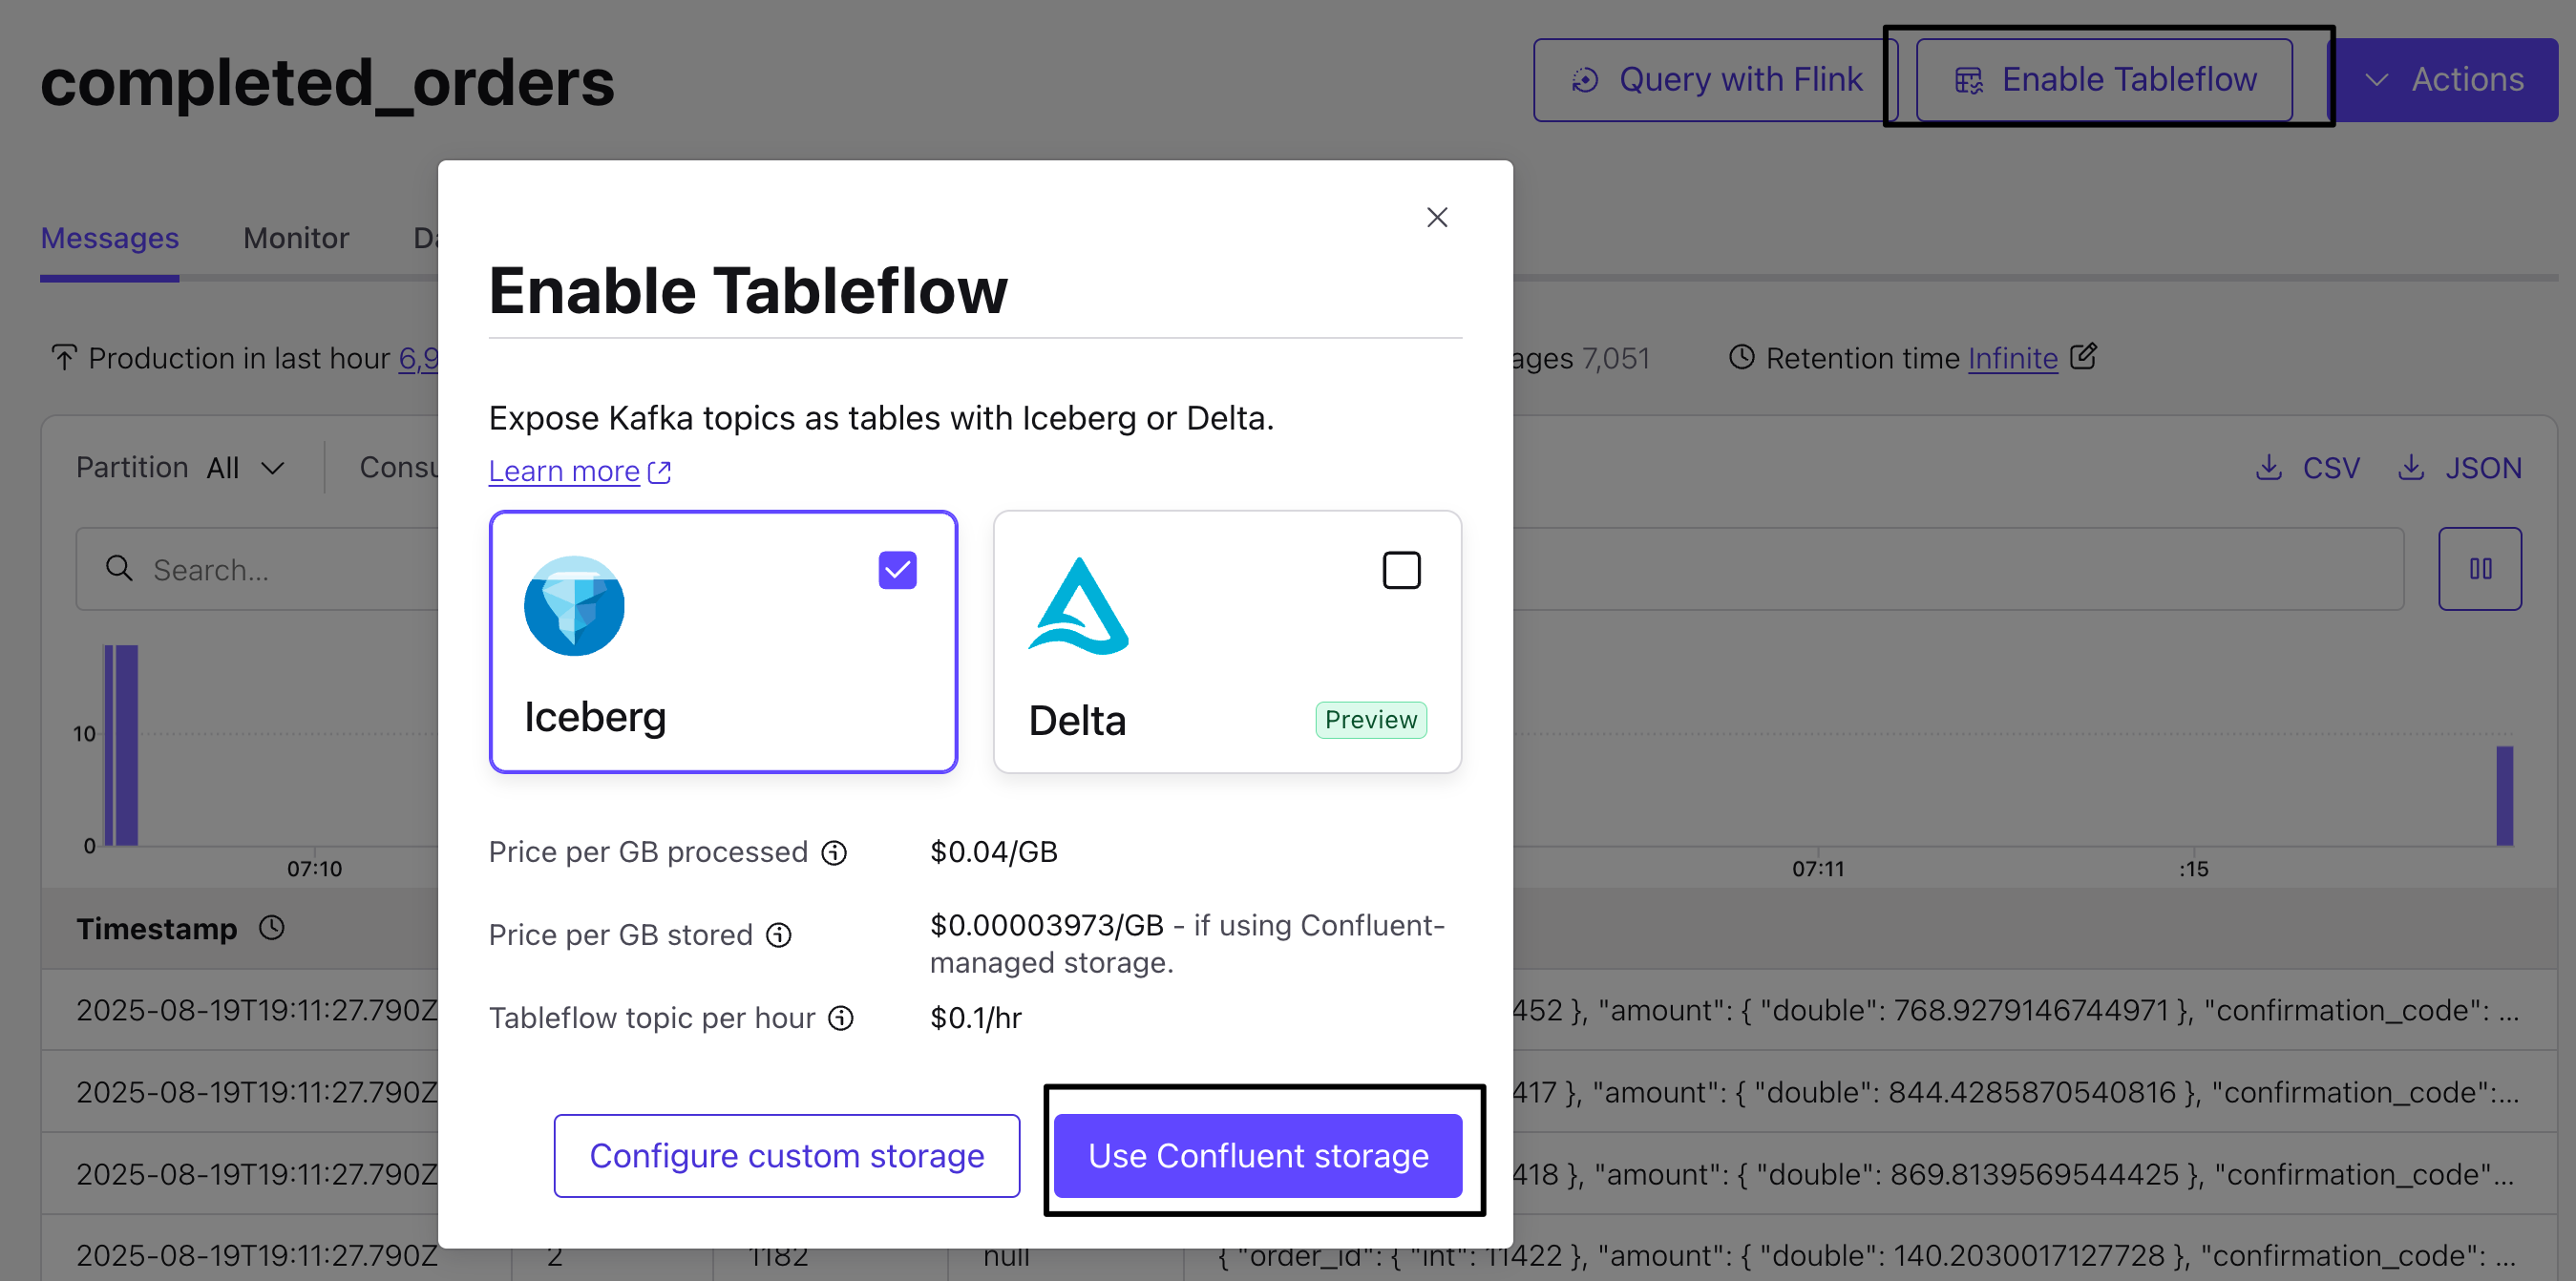 completed_orders
Query with Flink
Enable Tableflow
Actions
Messages
Monitor
Production in last hour 6,9
7,051
Retention time Infinite
Partition All
CSV
JSON
Search...
10
0
07:10
07:11
:15
Timestamp
2025-08-19T19:11:27.790Z
452 }, "amount": { "double": 768.9279146744971 }, "confirmation_code": ...
2025-08-19T19:11:27.790Z
417 }, "amount": { "double": 844.4285870540816 }, "confirmation_code":...
2025-08-19T19:11:27.790Z
418 }, "amount": { "double": 869.8139569544425 }, "confirmation_code"...
2025-08-19T19:11:27.790Z 2 1182 null { "order_id": { "int": 11422 }, "amount": { "double": 140.2030017127728 }, "confirmation_code": ...
Enable Tableflow
Expose Kafka topics as tables with Iceberg or Delta.
Learn more
Iceberg
Delta
Preview
Price per GB processed $0.04/GB
Price per GB stored $0.00003973/GB - if using Confluent-
managed storage.
Tableflow topic per hour $0.1/hr
Configure custom storage
Use Confluent storage